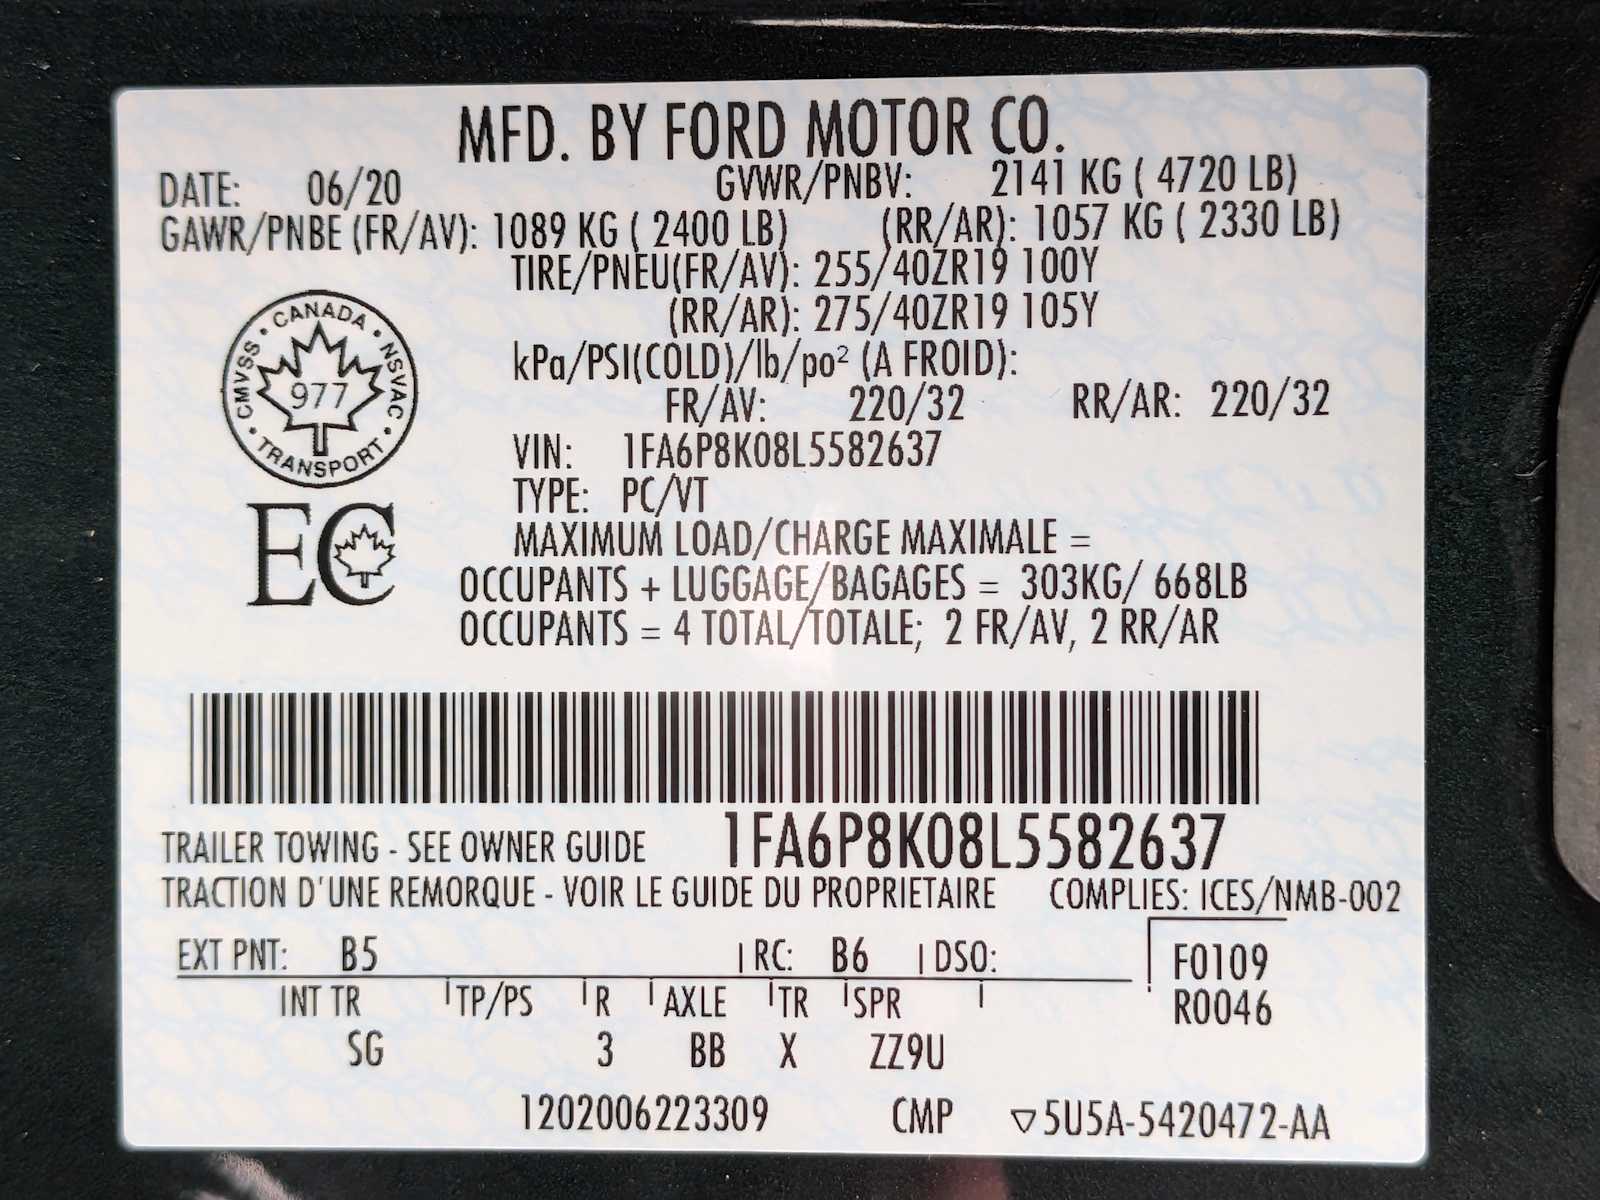 MFD. BY FORD MOTOR CO.
DATE: 06/20 GVWR/PNBV: 2141 KG ( 4720 LB)
GAWR/PNBE (FR/AV): 1089 KG ( 2400 LB) (RR/AR): 1057 KG ( 2330 LB)
TIRE/PNEU(FR/AV): 255/40ZR19 100Y
(RR/AR): 275/40ZR19 105Y
kPa/PSI(COLD)/lb/po² (A FROID):
FR/AV: 220/32 RR/AR: 220/32
VIN: 1FA6P8K08L5582637
TYPE: PC/VT
MAXIMUM LOAD/CHARGE MAXIMALE =
OCCUPANTS + LUGGAGE/BAGAGES = 303KG/ 668LB
OCCUPANTS = 4 TOTAL/TOTALE; 2 FR/AV, 2 RR/AR
CANADA • NSVAC • TRANSPORT • CMVSS •
977
EC
1FA6P8K08L5582637
TRAILER TOWING - SEE OWNER GUIDE
TRACTION D'UNE REMORQUE - VOIR LE GUIDE DU PROPRIETAIRE COMPLIES: ICES/NMB-002
EXT PNT: B5 RC: B6 DSO: F0109
INT TR TP/PS R AXLE TR SPR R0046
SG 3 BB X ZZ9U
1202006223309 CMP ▽5U5A-5420472-AA